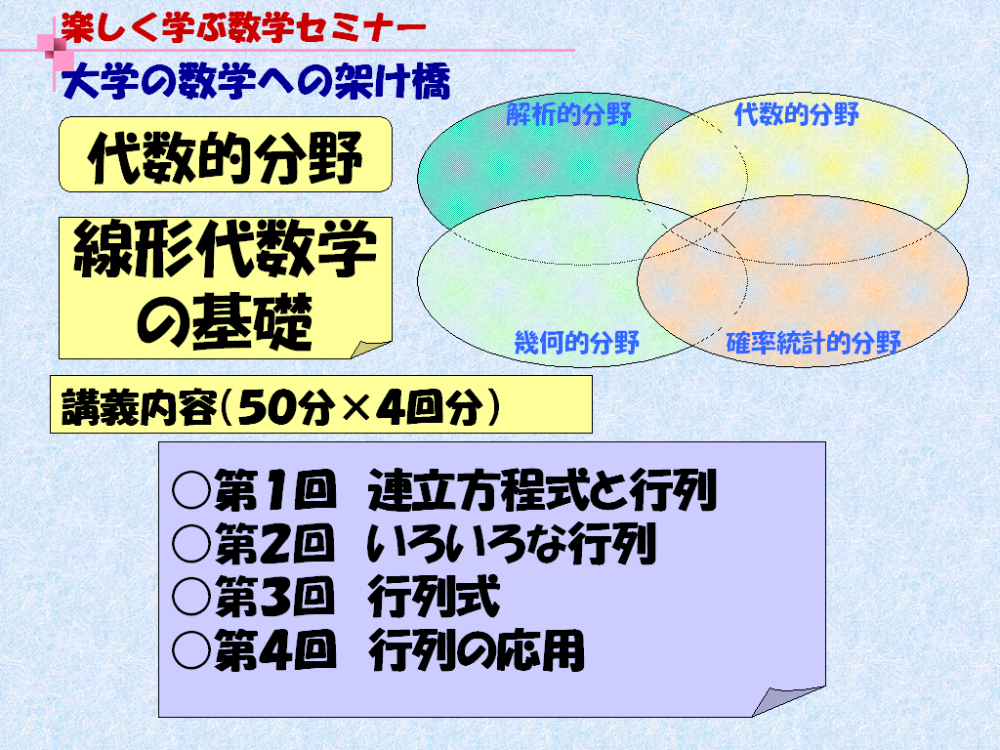 楽しく学ぶ数学セミナー
大学の数学への架け橋
代数的分野
線形代数学
の基礎
解析的分野
代数的分野
幾何的分野
確率統計的分野
講義内容(50分×4回分)
○第1回　連立方程式と行列
○第2回　いろいろな行列
○第3回　行列式
○第4回　行列の応用